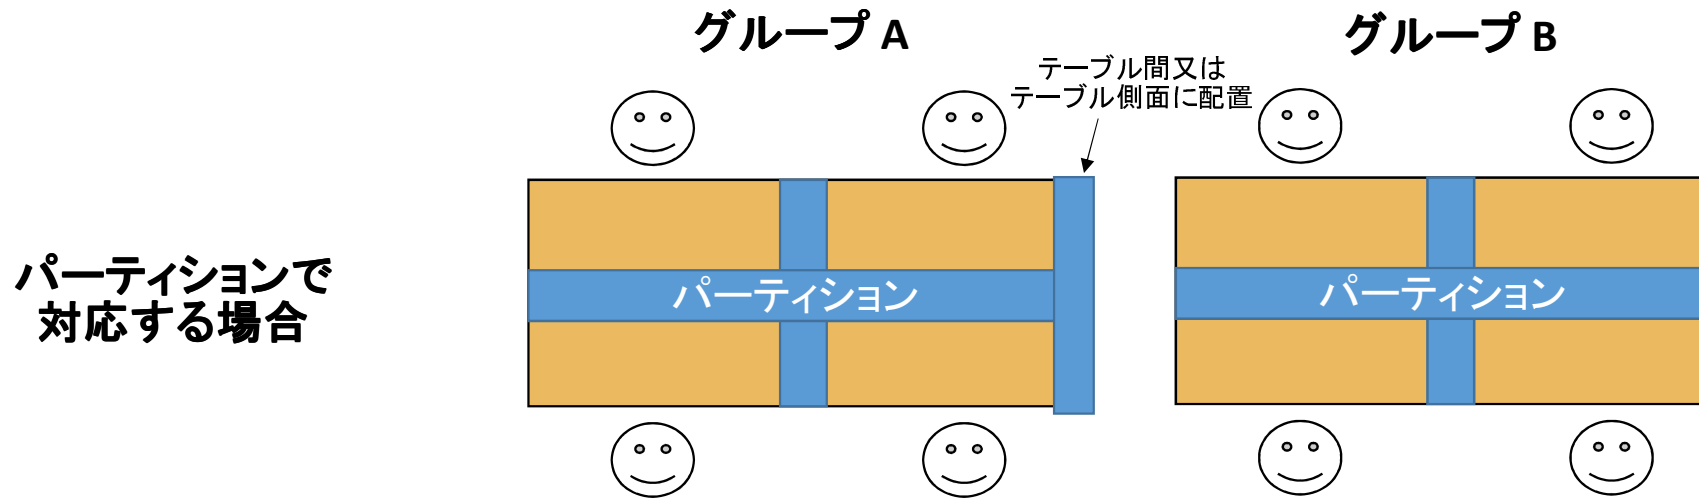 グループ A
グループ B
テーブル間又は
テーブル側面に配置
パーティションで
対応する場合
パーティション
パーティション